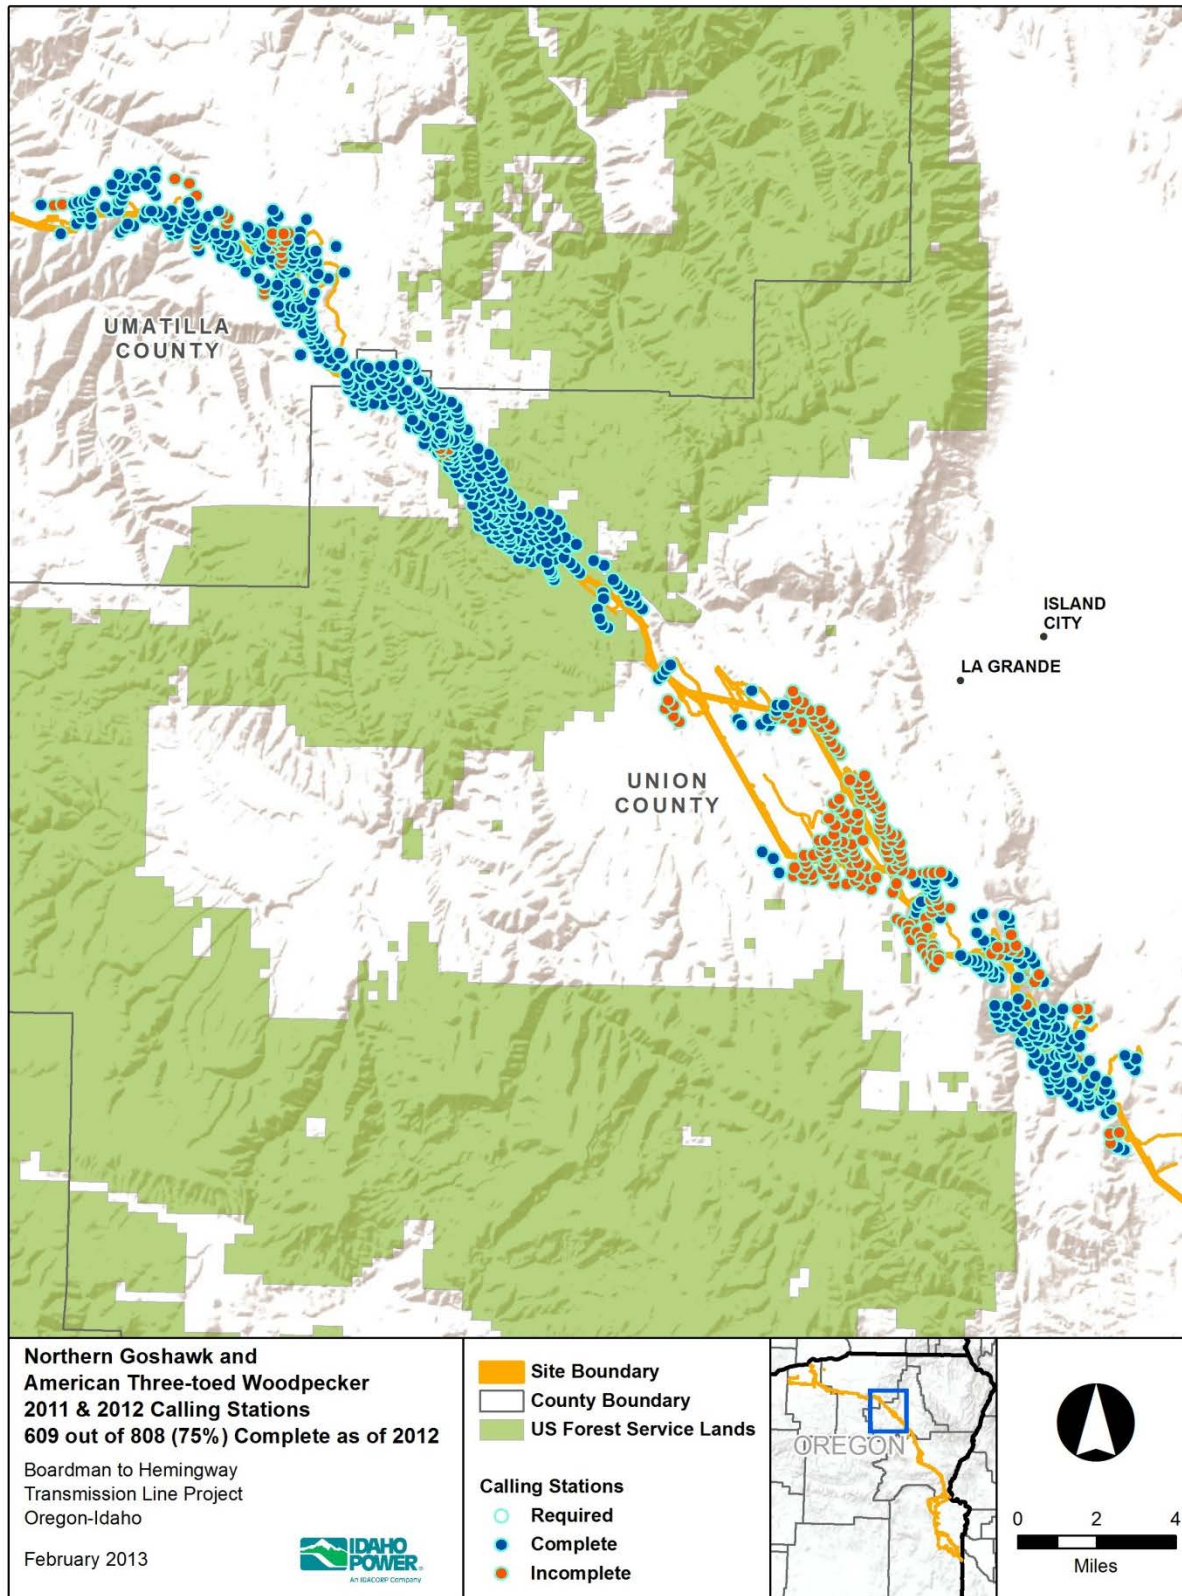 UMATILLA
COUNTY
ISLAND
CITY
LA GRANDE
UNION
COUNTY
Northern Goshawk and
American Three-toed Woodpecker
2011 & 2012 Calling Stations
609 out of 808 (75%) Complete as of 2012
Boardman to Hemingway
Transmission Line Project
Oregon-Idaho
February 2013
IDAHO
POWER®
An IDACORP Company
Site Boundary
County Boundary
US Forest Service Lands
Calling Stations
Required
Complete
Incomplete
OREGON
0 2 4
Miles